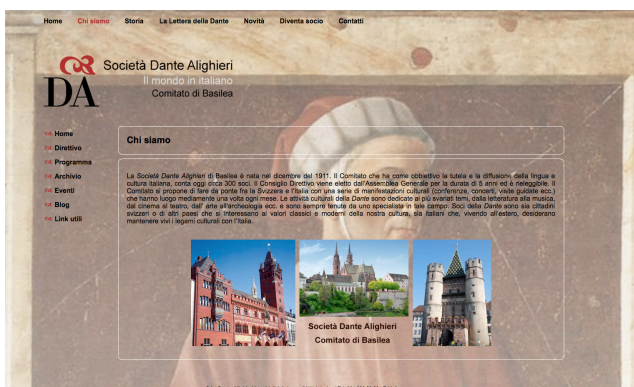 Home Chi siamo Storia La Lettera della Dante Novità Diventa socio Contatti
Società Dante Alighieri
Il mondo in italiano
DA
Comitato di Basilea
Home
Direttivo
Programma
Archivio
Eventi
Blog
Link utili
Chi siamo
La Società Dante Alighieri di Basilea è nata nel dicembre del 1911. Il Comitato che ha come obbiettivo la tutela e la diffusione della lingua e
cultura italiana, conta oggi circa 300 soci. Il Consiglio Direttivo viene eletto dall'Assemblea Generale per la durata di 5 anni ed è rieleggibile. Il
Comitato si propone di fare da ponte fra la Svizzera e l'Italia con una serie di manifestazioni culturali (conferenze, concerti, visite guidate ecc.)
che hanno luogo mediamente una volta ogni mese. Le attività culturali della Dante sono dedicate ai più svariati temi, dalla letteratura alla musica,
dal cinema al teatro, dall' arte all'archeologia ecc. e sono sempre tenute da uno specialista in tale campo. Soci della Dante sono sia cittadini
svizzeri o di altri paesi che si interessano ai valori classici e moderni della nostra cultura, sia italiani che, vivendo all'estero, desiderano
mantenere vivi i legami culturali con l'Italia.
Società Dante Alighieri
Comitato di Basilea